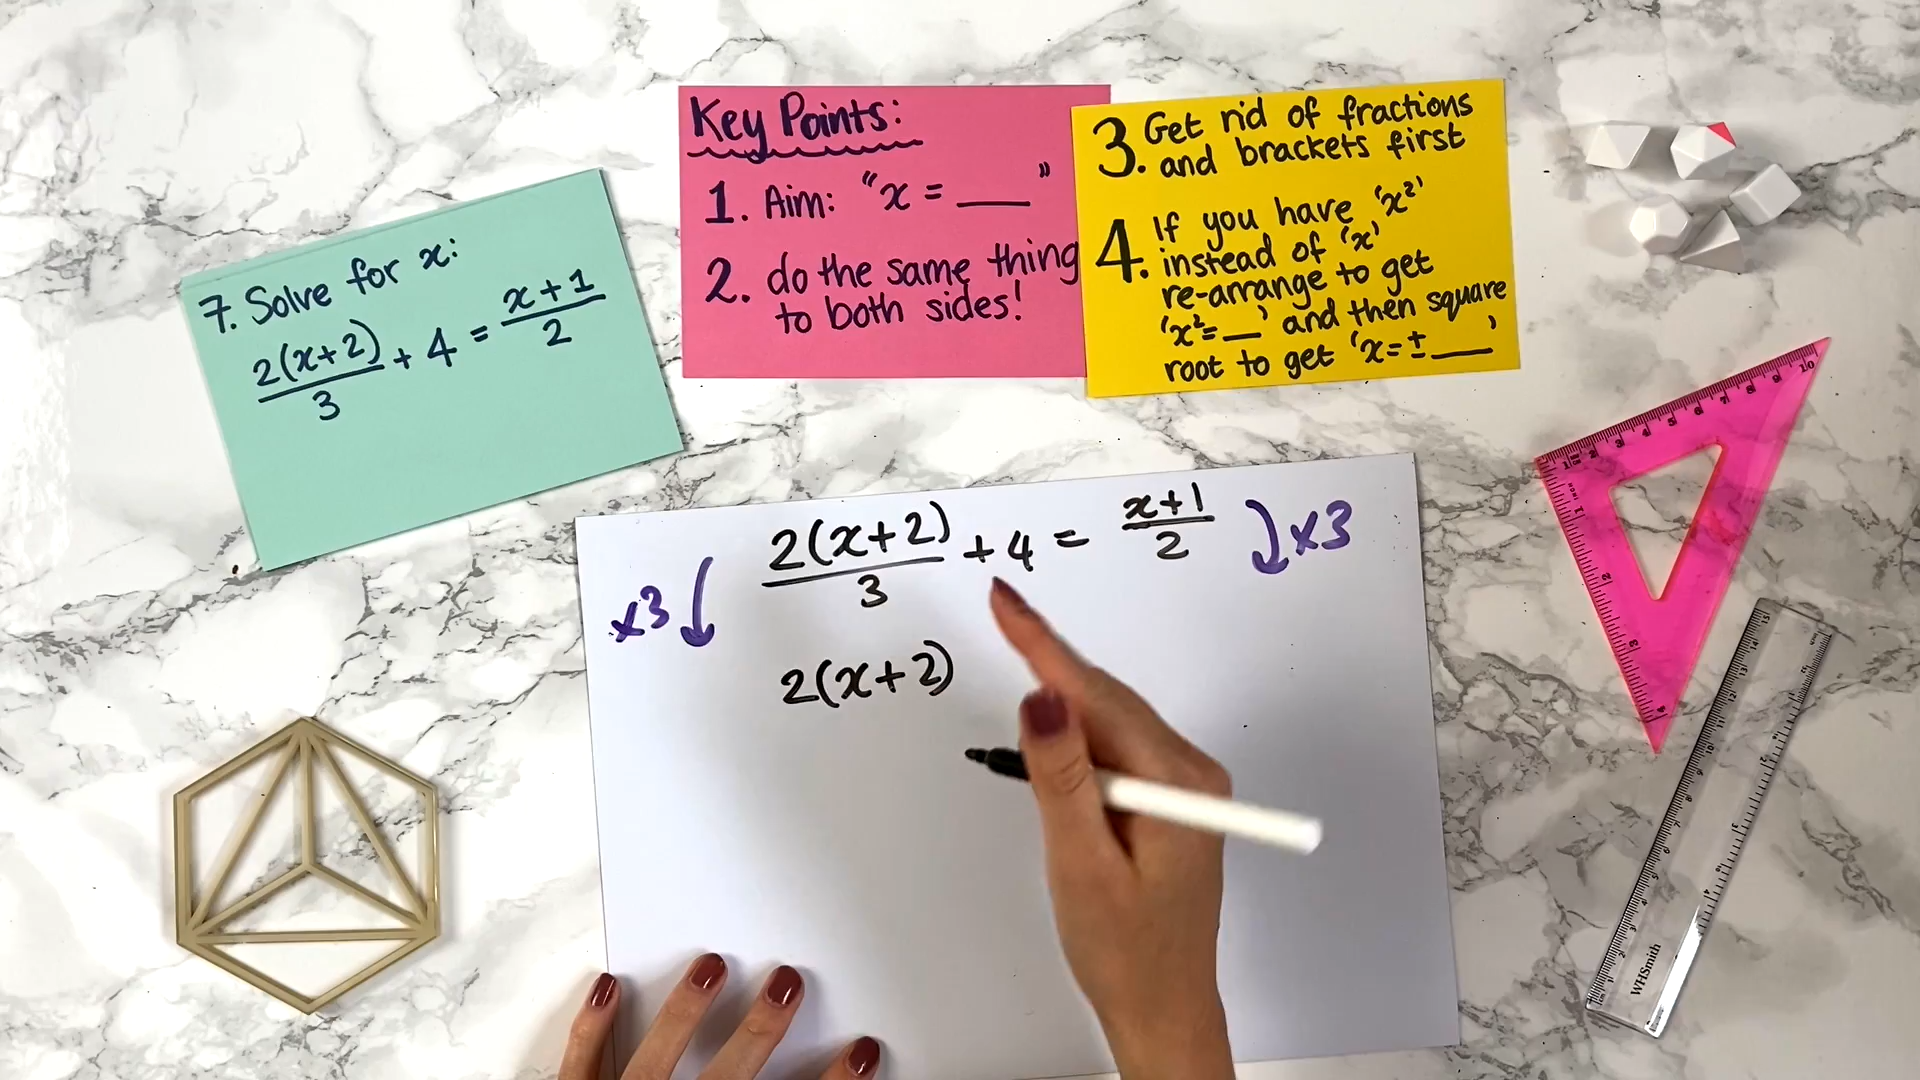 7. Solve for x:
2(x+2)/3 + 4 = x+1/2
Key Points:
1. Aim: "x = ___"
2. do the same thing
to both sides!
3. Get rid of fractions
and brackets first
4. If you have 'x²'
instead of 'x'
re-arrange to get
'x²=__' and then square
root to get 'x=±___'
2(x+2)/3 + 4 = x+1/2
x3
x3
2(x+2)
WHSmith